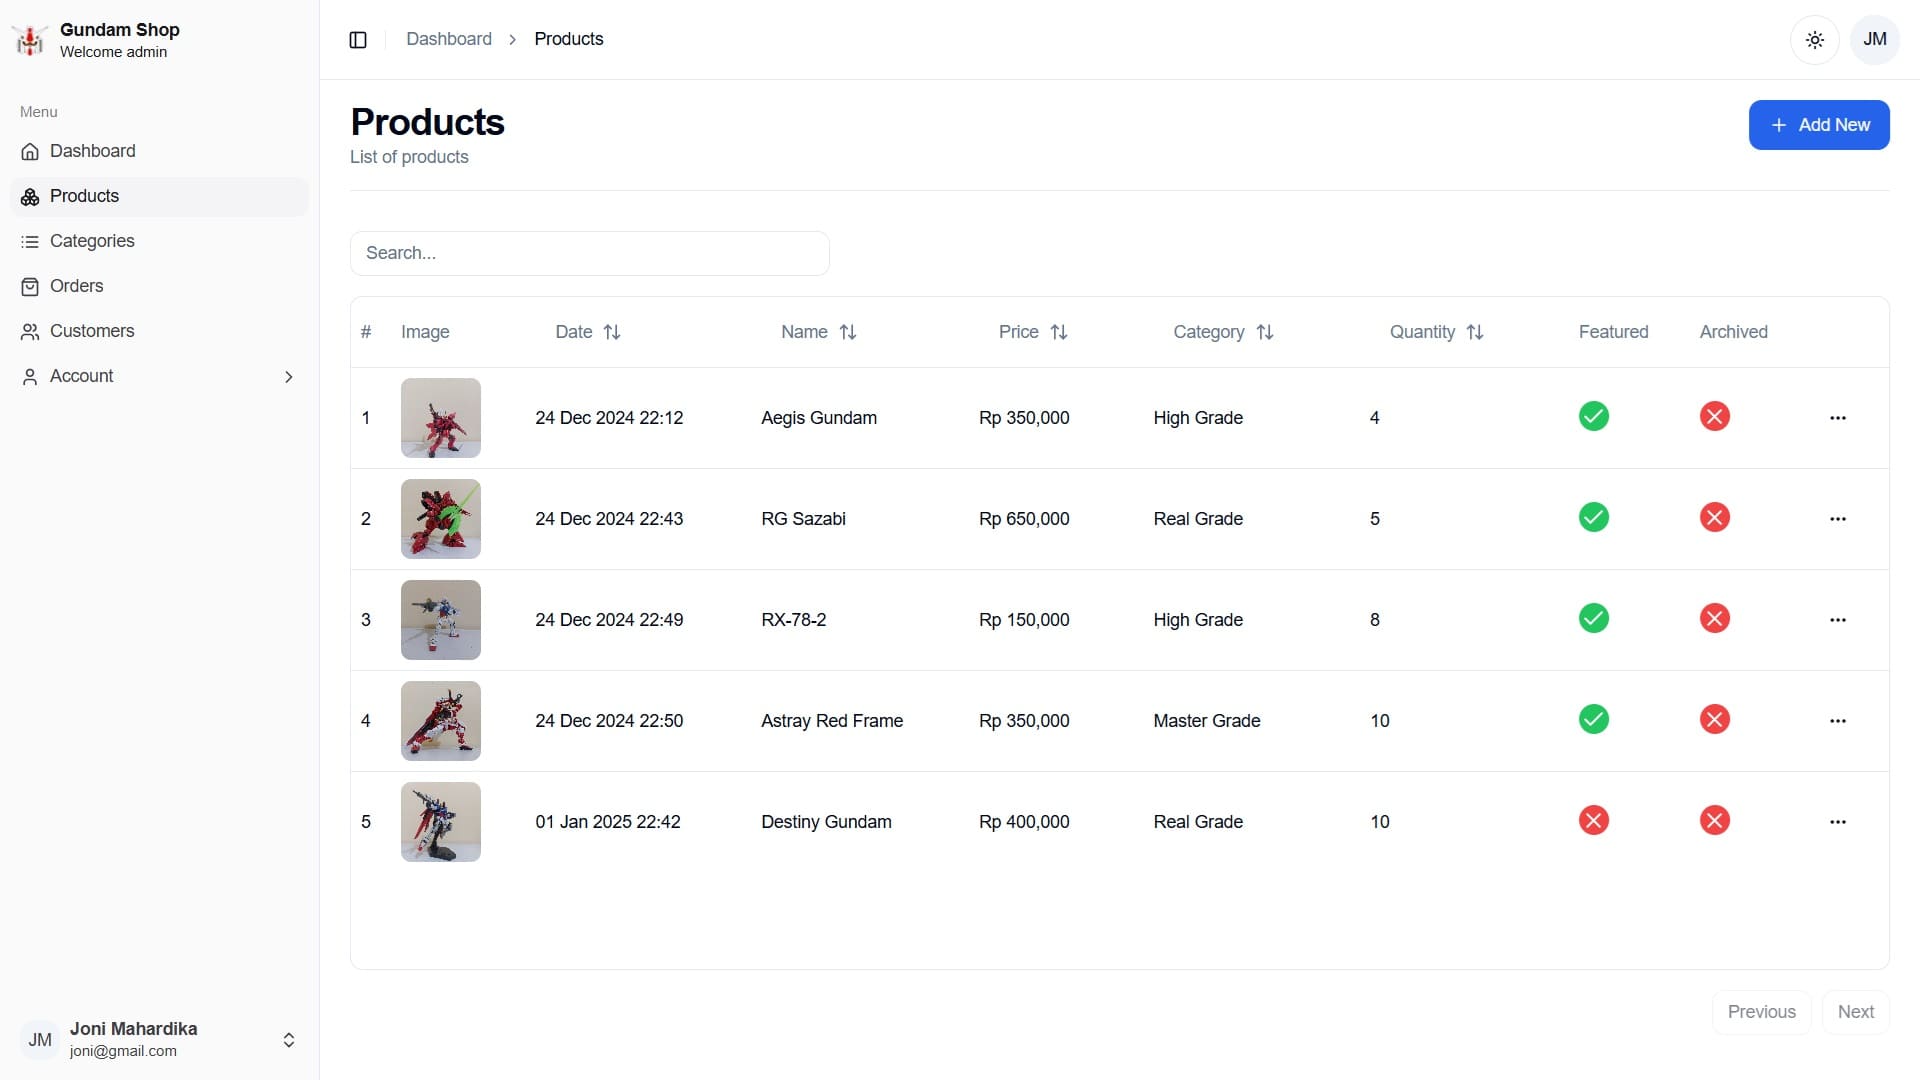 Gundam Shop
Welcome admin
Menu
Dashboard
Products
Categories
Orders
Customers
Account
Joni Mahardika
joni@gmail.com
JM
Dashboard > Products
JM
Products
List of products
+ Add New
Search...
# Image Date Name Price Category Quantity Featured Archived
1 24 Dec 2024 22:12 Aegis Gundam Rp 350,000 High Grade 4 ...
2 24 Dec 2024 22:43 RG Sazabi Rp 650,000 Real Grade 5 ...
3 24 Dec 2024 22:49 RX-78-2 Rp 150,000 High Grade 8 ...
4 24 Dec 2024 22:50 Astray Red Frame Rp 350,000 Master Grade 10 ...
5 01 Jan 2025 22:42 Destiny Gundam Rp 400,000 Real Grade 10 ...
Previous Next